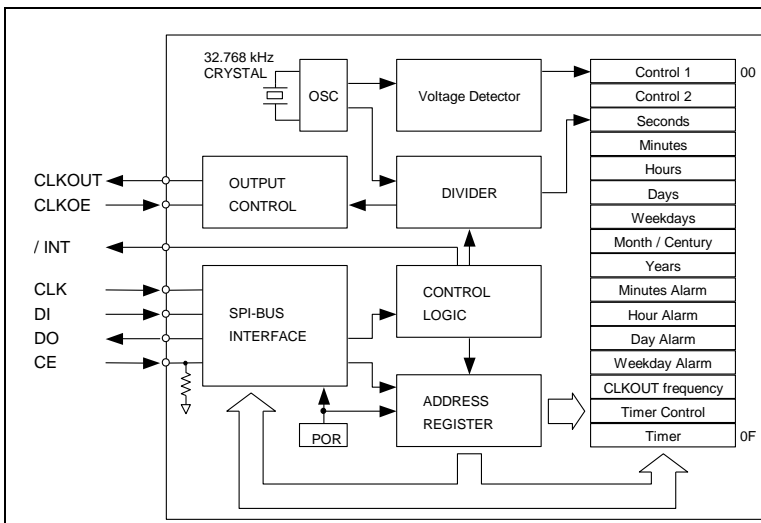 32.768 kHz
CRYSTAL
OSC
Voltage Detector
CLKOUT
CLKOE
OUTPUT
CONTROL
DIVIDER
/ INT
CLK
DI
DO
CE
SPI-BUS
INTERFACE
CONTROL
LOGIC
ADDRESS
REGISTER
POR
Control 1
00
Control 2
Seconds
Minutes
Hours
Days
Weekdays
Month / Century
Years
Minutes Alarm
Hour Alarm
Day Alarm
Weekday Alarm
CLKOUT frequency
Timer Control
Timer
0F